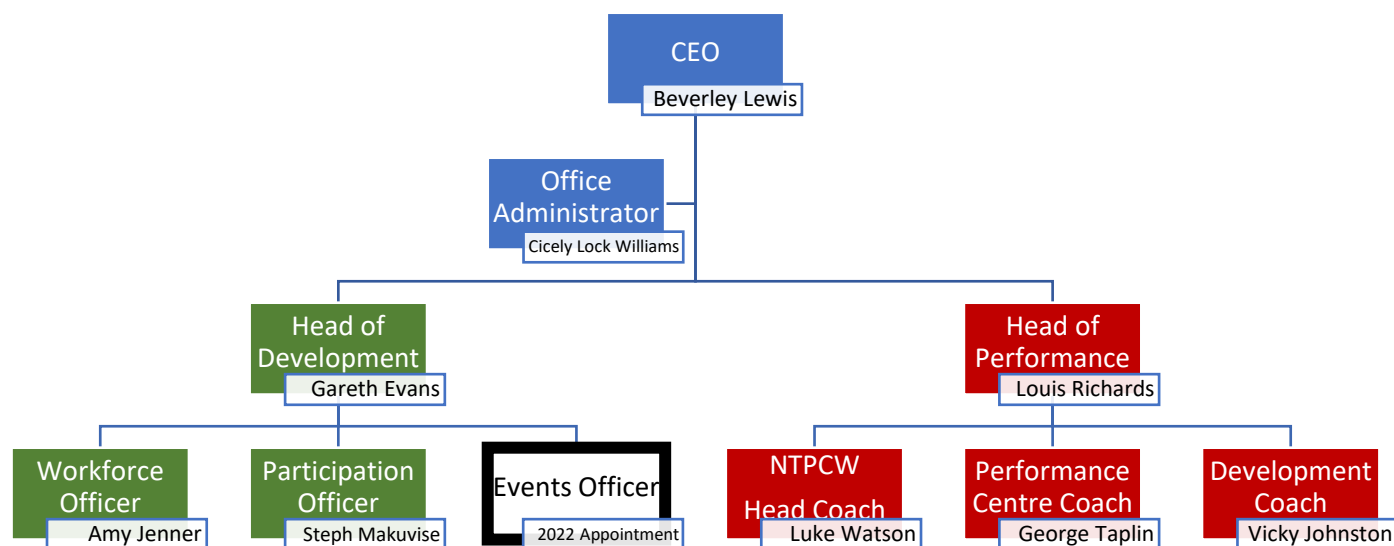 CEO
Beverley Lewis
Office
Administrator
Cicely Lock Williams
Head of
Development
Gareth Evans
Head of
Performance
Louis Richards
Workforce
Officer
Amy Jenner
Participation
Officer
Steph Makuvise
Events Officer
2022 Appointment
NTPCW
Head Coach
Luke Watson
Performance
Centre Coach
George Taplin
Development
Coach
Vicky Johnston